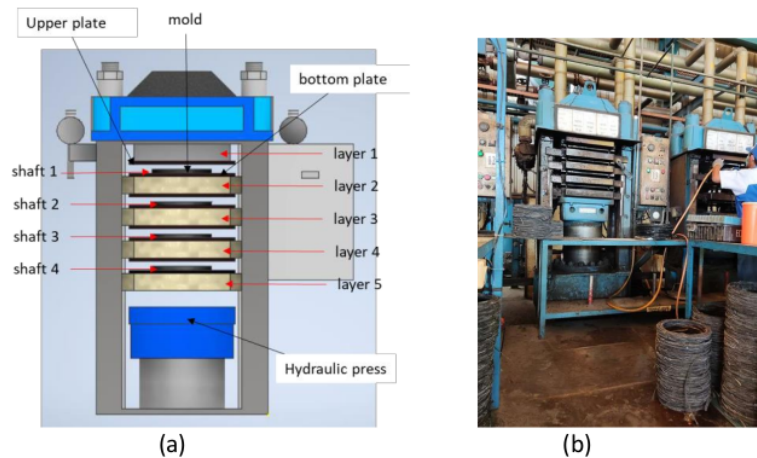 Upper plate
mold
bottom plate
layer 1
shaft 1
layer 2
shaft 2
layer 3
shaft 3
layer 4
shaft 4
layer 5
Hydraulic press
(a)
(b)